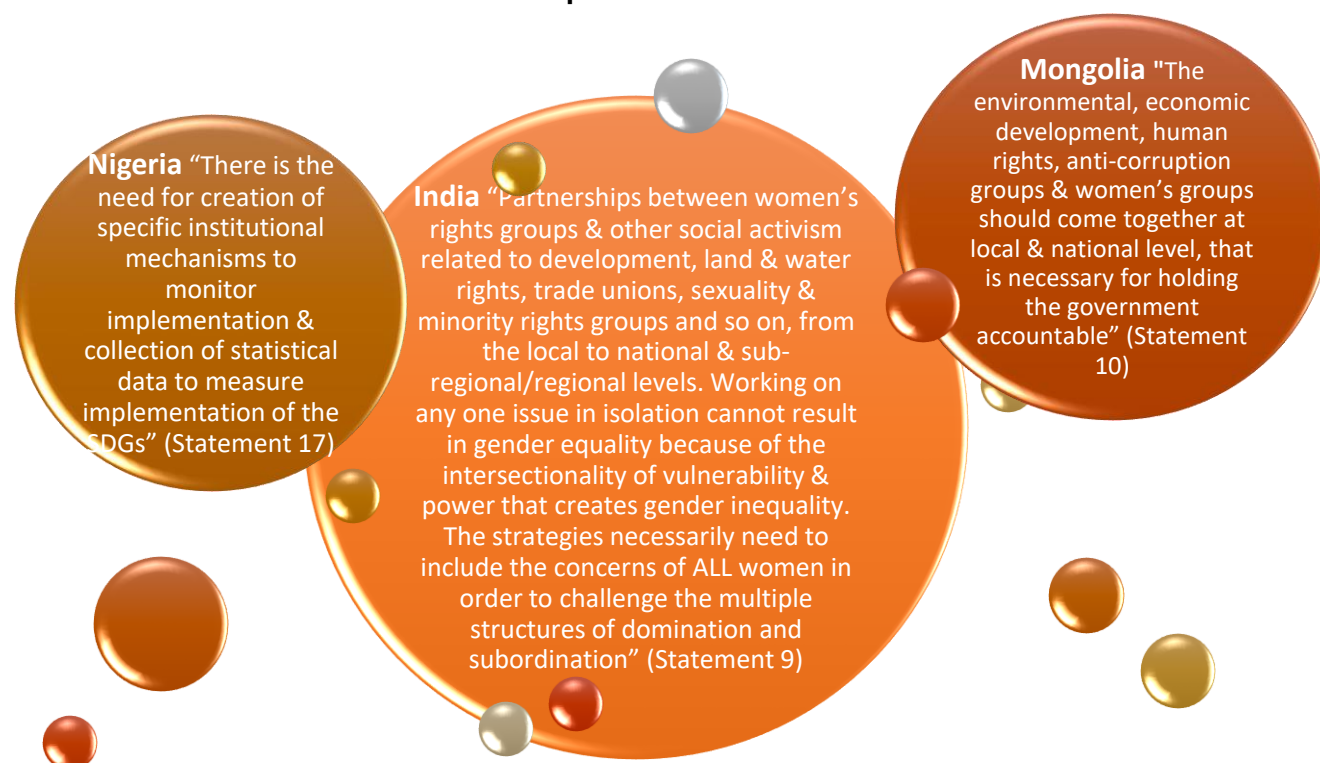 Nigeria “There is the
need for creation of
specific institutional
mechanisms to
monitor
implementation &
collection of statistical
data to measure
implementation of the
SDGs” (Statement 17)
India “Partnerships between women’s
rights groups & other social activism
related to development, land & water
rights, trade unions, sexuality &
minority rights groups and so on, from
the local to national & sub-
regional/regional levels. Working on
any one issue in isolation cannot result
in gender equality because of the
intersectionality of vulnerability &
power that creates gender inequality.
The strategies necessarily need to
include the concerns of ALL women in
order to challenge the multiple
structures of domination and
subordination” (Statement 9)
Mongolia "The
environmental, economic
development, human
rights, anti-corruption
groups & women’s groups
should come together at
local & national level, that
is necessary for holding
the government
accountable” (Statement
10)